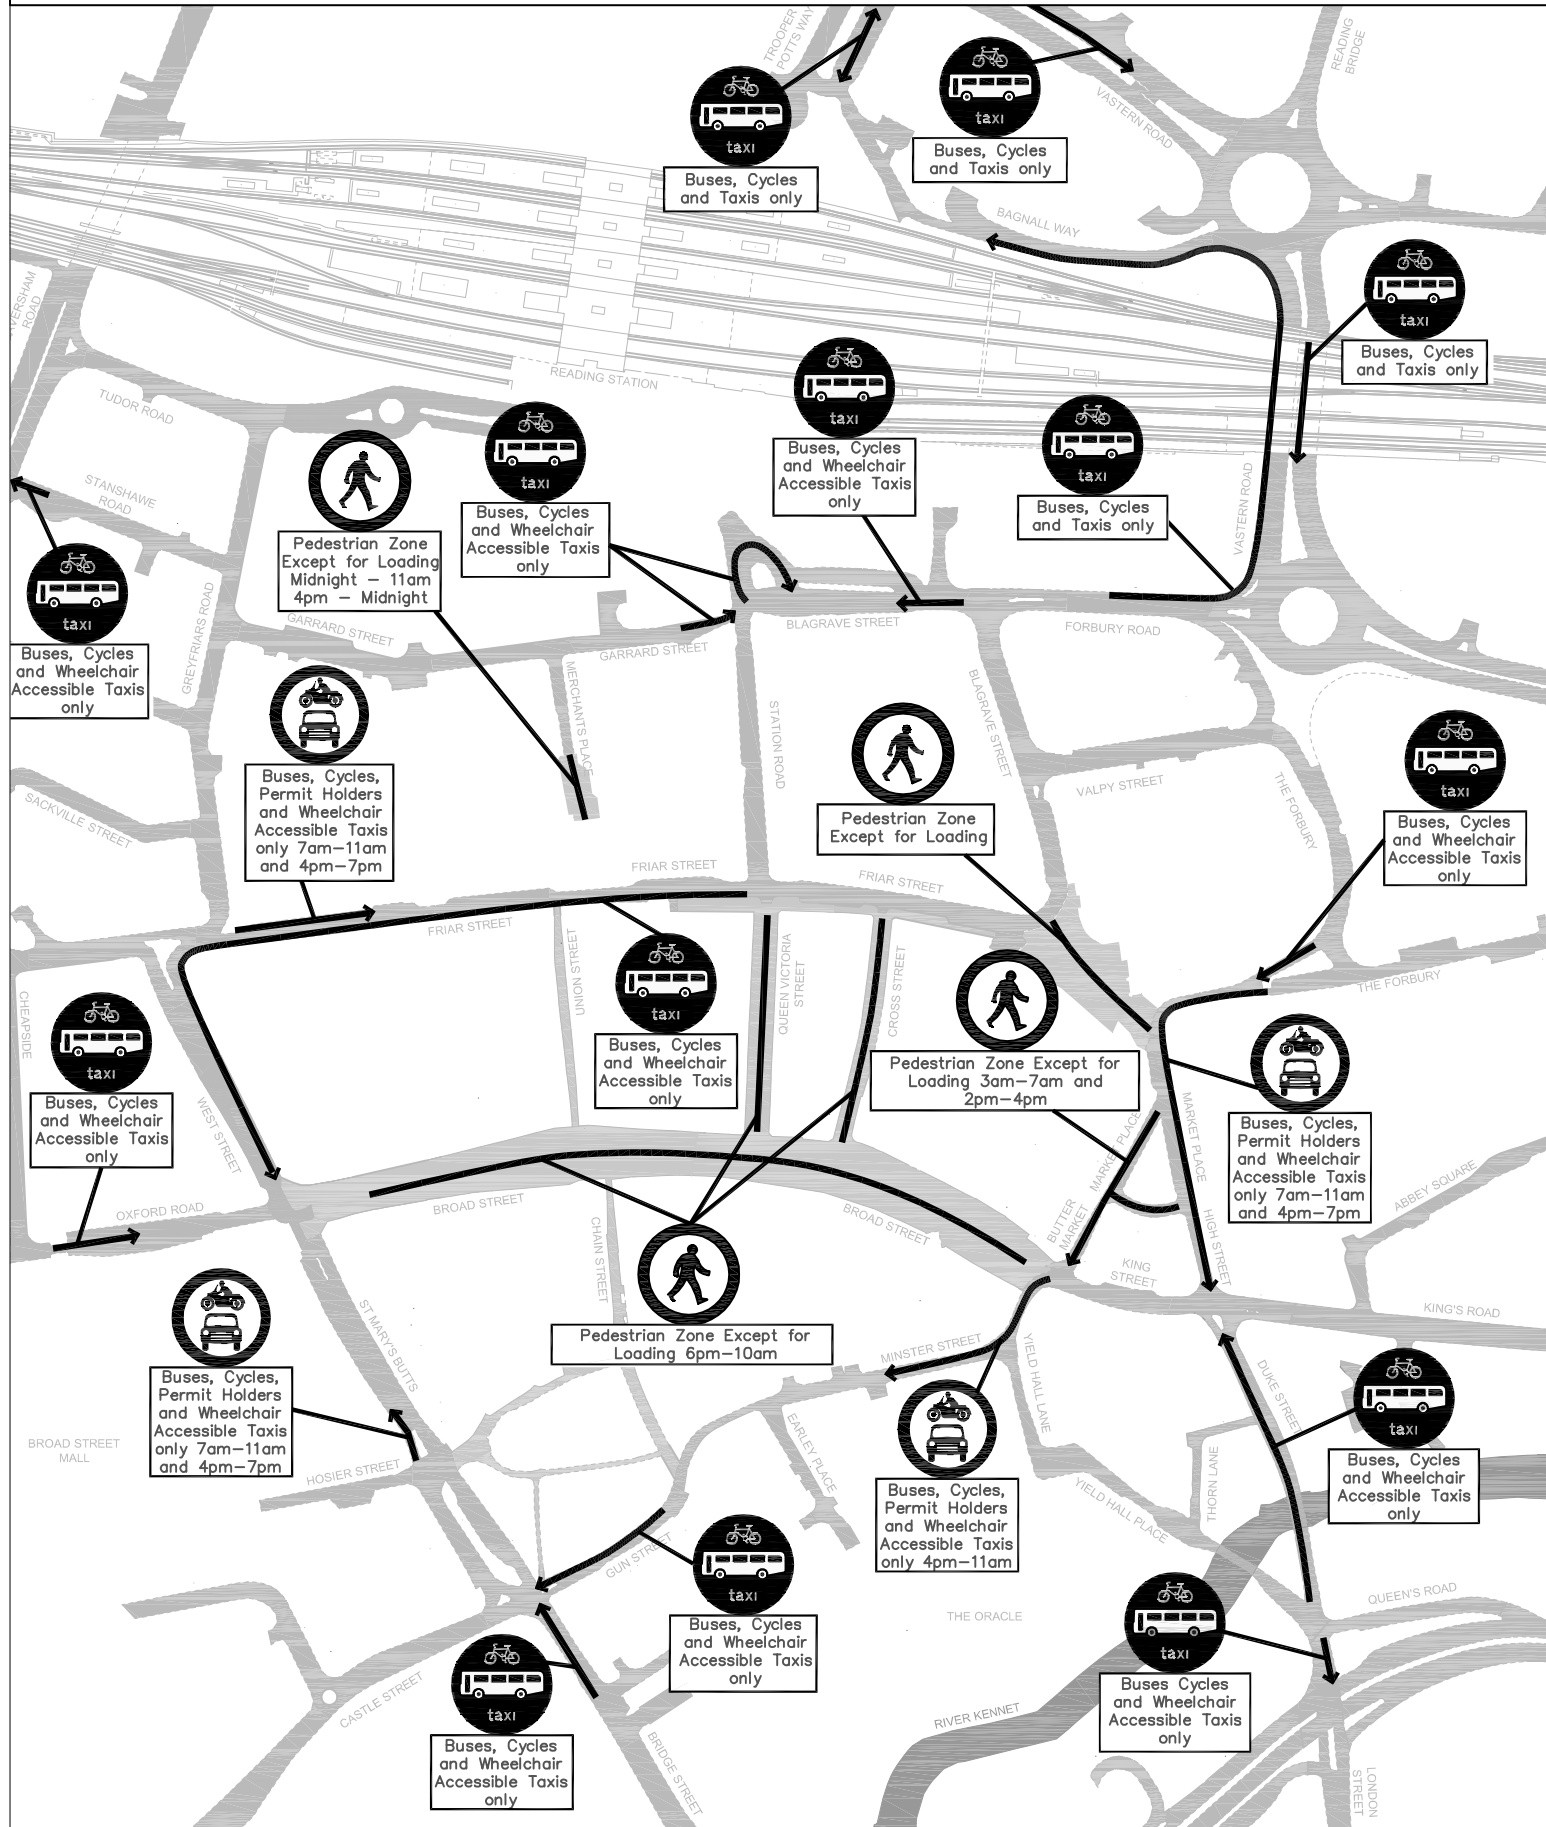 TROOPER
POTTS WAY
READING
BRIDGE
VASTERN ROAD
taxi
Buses, Cycles
and Taxis only
taxi
Buses, Cycles
and Taxis only
BAGNALL WAY
taxi
Buses, Cycles
and Taxis only
ROAD
READING STATION
TUDOR ROAD
STANSHAWE
ROAD
Pedestrian Zone
Except for Loading
Midnight – 11am
4pm – Midnight
taxi
Buses, Cycles
and Wheelchair
Accessible Taxis
only
taxi
Buses, Cycles
and Wheelchair
Accessible Taxis
only
taxi
Buses, Cycles
and Taxis only
VASTERN ROAD
taxi
Buses, Cycles
and Wheelchair
Accessible Taxis
only
GREYFRIARS ROAD
GARRARD STREET
GARRARD STREET
BLAGRAVE STREET
FORBURY ROAD
MERCHANTS PLACE
STATION ROAD
BLAGRAVE STREET
VALPY STREET
THE FORBURY
SACKVILLE STREET
Buses, Cycles,
Permit Holders
and Wheelchair
Accessible Taxis
only 7am–11am
and 4pm–7pm
Pedestrian Zone
Except for Loading
taxi
Buses, Cycles
and Wheelchair
Accessible Taxis
only
FRIAR STREET
FRIAR STREET
FRIAR STREET
UNION STREET
QUEEN VICTORIA
STREET
CROSS STREET
THE FORBURY
CHEAPSIDE
taxi
Buses, Cycles
and Wheelchair
Accessible Taxis
only
taxi
Buses, Cycles
and Wheelchair
Accessible Taxis
only
Pedestrian Zone Except for
Loading 3am–7am and
2pm–4pm
Buses, Cycles,
Permit Holders
and Wheelchair
Accessible Taxis
only 7am–11am
and 4pm–7pm
WEST STREET
MARKET PLACE
MARKET PLACE
ABBEY SQUARE
OXFORD ROAD
BROAD STREET
CHAIN STREET
BROAD STREET
BUTTER
MARKET
HIGH STREET
KING
STREET
KING'S ROAD
Pedestrian Zone Except for
Loading 6pm–10am
ST MARY'S BUTTS
MINSTER STREET
YIELD HALL LANE
DUKE STREET
Buses, Cycles,
Permit Holders
and Wheelchair
Accessible Taxis
only 7am–11am
and 4pm–7pm
BROAD STREET
MALL
HOSIER STREET
EARLEY PLACE
Buses, Cycles,
Permit Holders
and Wheelchair
Accessible Taxis
only 4pm–11am
YIELD HALL PLACE
THORN LANE
taxi
Buses, Cycles
and Wheelchair
Accessible Taxis
only
GUN STREET
taxi
Buses, Cycles
and Wheelchair
Accessible Taxis
only
THE ORACLE
QUEEN'S ROAD
taxi
Buses Cycles
and Wheelchair
Accessible Taxis
only
CASTLE STREET
taxi
Buses, Cycles
and Wheelchair
Accessible Taxis
only
RIVER KENNET
BRIDGE STREET
LONDON
STREET